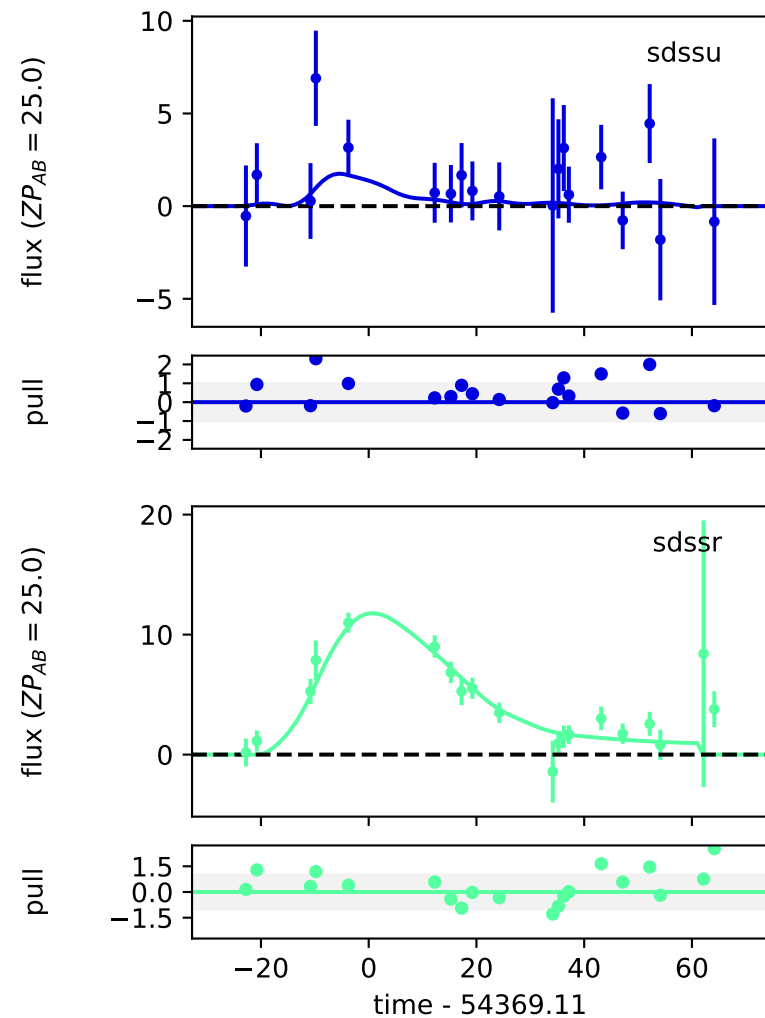 10
sdssu
5
0
−5
flux (ZP_AB = 25.0)
2
1
0
−1
−2
pull
20
sdssr
10
0
flux (ZP_AB = 25.0)
1.5
0.0
−1.5
pull
−20 0 20 40 60
time - 54369.11